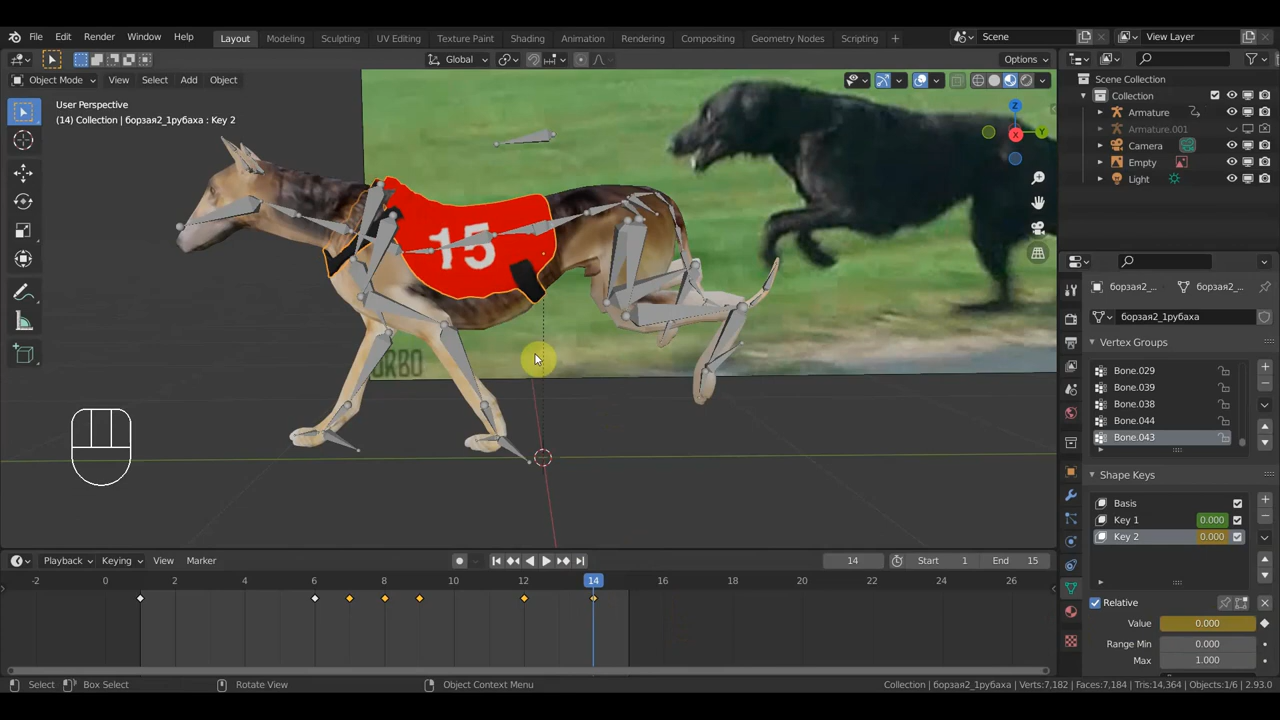 File Edit Render Window Help Layout Modeling Sculpting UV Editing Texture Paint Shading Animation Rendering Compositing Geometry Nodes Scripting + Scene View Layer
Global Options
Object Mode View Select Add Object
User Perspective
(14) Collection | борзая2_1рубаха : Key 2
Scene Collection
Collection
Armature
Armature.001
Camera
Empty
Light
Z
Y
X
15
борзая2_... борзая2_1...
борзая2_1рубаха
Vertex Groups
Bone.029
Bone.039
Bone.038
Bone.044
Bone.043
Shape Keys
Basis
Key 1 0.000
Key 2 0.000
Relative
Value 0.000
Range Min 0.000
Max 1.000
Playback Keying View Marker 14 Start 1 End 15
-2 0 2 4 6 8 10 12 14 16 18 20 22 24 26
Select Box Select Rotate View Object Context Menu Collection | борзая2_1рубаха | Verts:7,182 | Faces:7,184 | Tris:14,364 | Objects:1/6 | 2.93.0